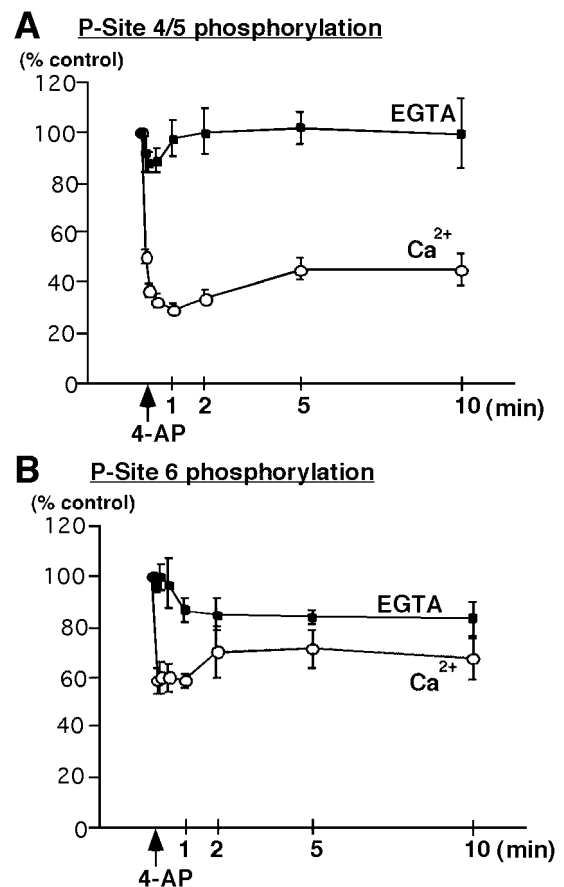 A P-Site 4/5 phosphorylation
(% control)
120
100
EGTA
80
60
Ca2+
40
20
0
1 2 5 10 (min)
4-AP
B P-Site 6 phosphorylation
(% control)
120
100
EGTA
80
60
Ca2+
40
20
0
1 2 5 10 (min)
4-AP